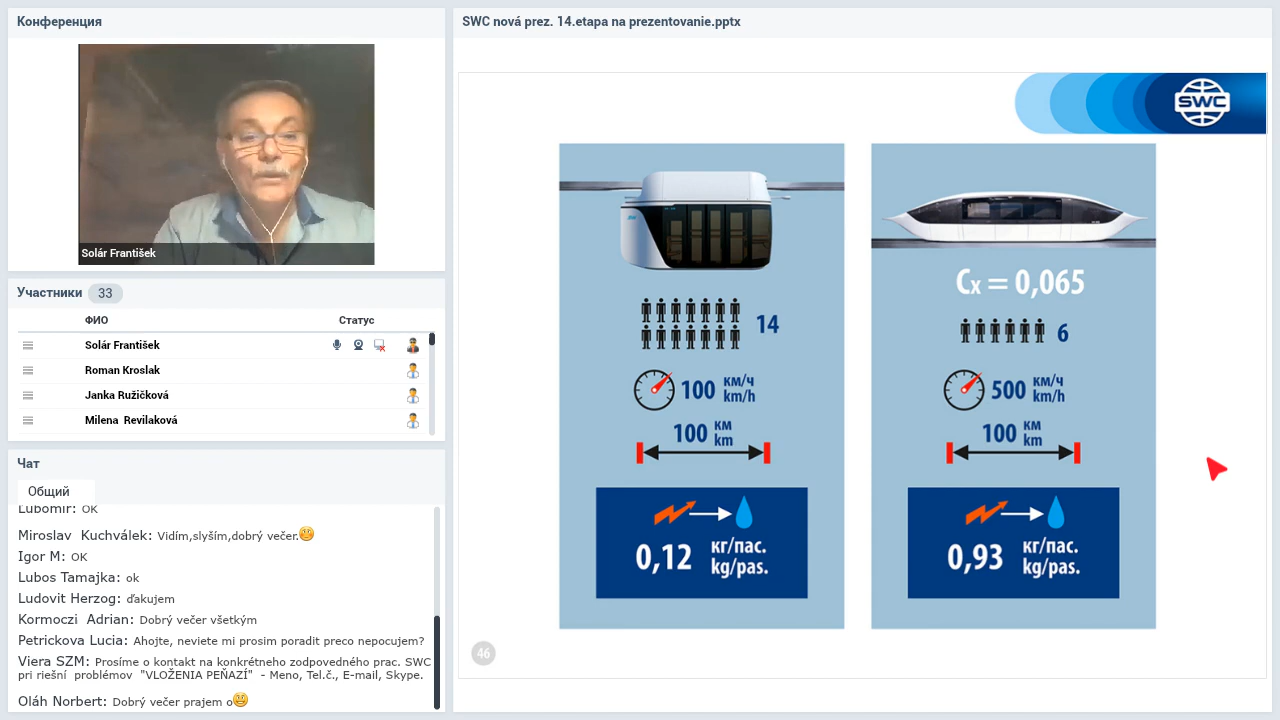 Конференция
Solár František
Участники 33
ФИО Статус
Solár František
Roman Kroslak
Janka Ružičková
Milena Revilaková
Чат
Общий
Lubomir: OK
Miroslav Kuchválek: Vidím,slyším,dobrý večer.
Igor M: OK
Lubos Tamajka: ok
Ludovit Herzog: ďakujem
Kormoczi Adrian: Dobrý večer všetkým
Petrickova Lucia: Ahojte, neviete mi prosim poradit preco nepocujem?
Viera SZM: Prosíme o kontakt na konkrétneho zodpovedného prac. SWC
pri riešní problémov "VLOŽENIA PEŇAZÍ" - Meno, Tel.č., E-mail, Skype.
Oláh Norbert: Dobrý večer prajem o
SWC nová prez. 14.etapa na prezentovanie.pptx
SWC
14
100 км/ч
km/h
100 км
km
0,12 кг/пас.
kg/pas.
Cx = 0,065
6
500 км/ч
km/h
100 км
km
0,93 кг/пас.
kg/pas.
46